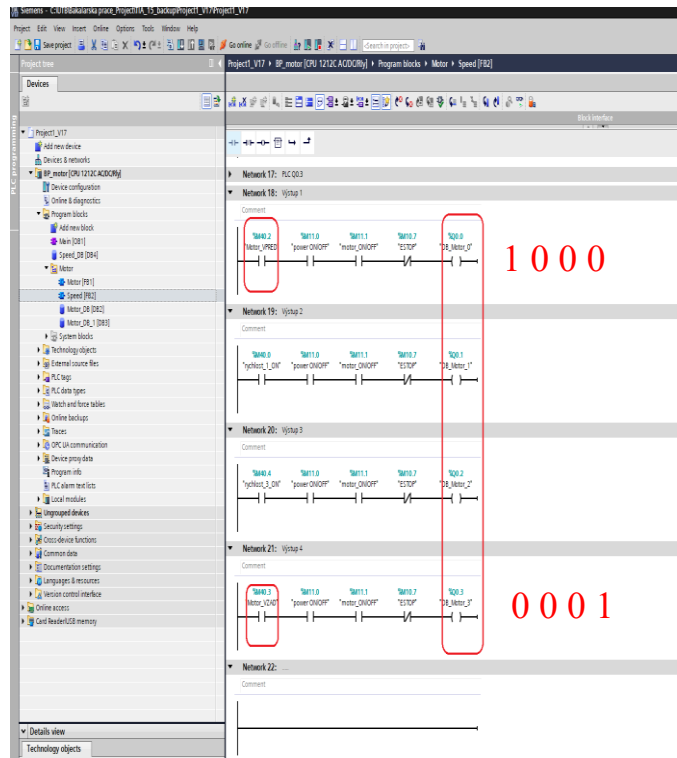 Siemens - C:\UTB\Bakalarska prace_Project\TIA_15_backup\Project1_V17\Project1_V17
Project Edit View Insert Online Options Tools Window Help
Save project Go online Go offline <Search in project>
Project tree
Project1_V17 ▸ BP_motor [CPU 1212C AC/DC/Rly] ▸ Program blocks ▸ Motor ▸ Speed [FB2]
Devices
Block interface
PLC programming
Project1_V17
Add new device
Devices & networks
BP_motor [CPU 1212C AC/DC/Rly]
Device configuration
Online & diagnostics
Program blocks
Add new block
Main [OB1]
Speed_DB [DB4]
Motor
Motor [FB1]
Speed [FB2]
Motor_DB [DB2]
Motor_DB_1 [DB3]
System blocks
Technology objects
External source files
PLC tags
PLC data types
Watch and force tables
Online backups
Traces
OPC UA communication
Device proxy data
Program info
PLC alarm text lists
Local modules
Ungrouped devices
Security settings
Cross-device functions
Common data
Documentation settings
Languages & resources
Version control interface
Online access
Card Reader/USB memory
Details view
Technology objects
Network 17: PLC Q0.3
Network 18: Výstup 1
Comment
%M40.2 %M11.0 %M11.1 %M10.7 %Q0.0
"Motor_VPRED "power ON/OFF" "motor_ON/OFF" "ESTOP" "DB_Motor_0"
1 0 0 0
Network 19: Výstup 2
Comment
%M40.0 %M11.0 %M11.1 %M10.7 %Q0.1
"rychlost_1_ON" "power ON/OFF" "motor_ON/OFF" "ESTOP" "DB_Motor_1"
Network 20: Výstup 3
Comment
%M40.4 %M11.0 %M11.1 %M10.7 %Q0.2
"rychlost_3_ON" "power ON/OFF" "motor_ON/OFF" "ESTOP" "DB_Motor_2"
Network 21: Výstup 4
Comment
%M40.3 %M11.0 %M11.1 %M10.7 %Q0.3
"Motor_VZAD" "power ON/OFF" "motor_ON/OFF" "ESTOP" "DB_Motor_3"
0 0 0 1
Network 22: .....
Comment